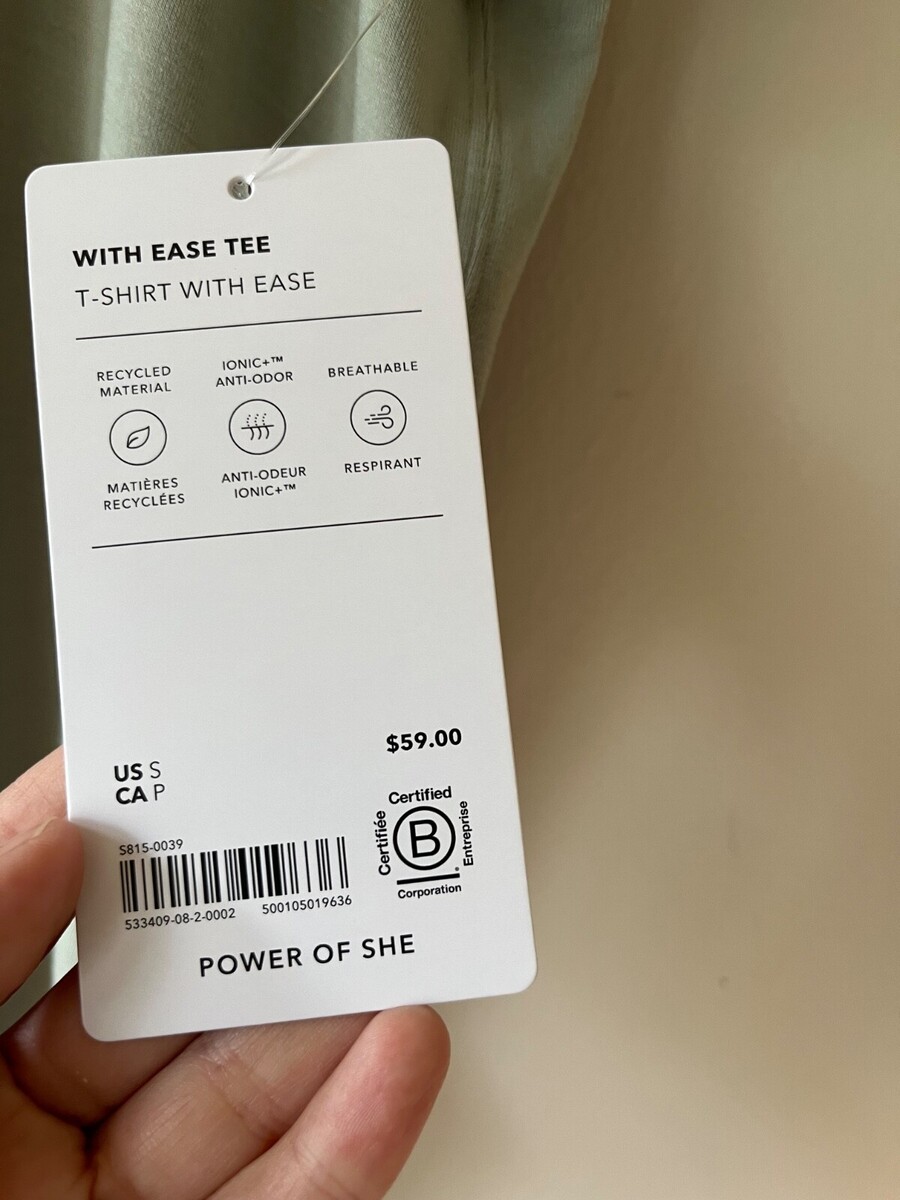 WITH EASE TEE
T-SHIRT WITH EASE
RECYCLED
MATERIAL
MATIÈRES
RECYCLÉES
IONIC+™
ANTI-ODOR
ANTI-ODEUR
IONIC+™
BREATHABLE
RESPIRANT
$59.00
US S
CA P
S815-0039
533409-08-2-0002 500105019636
Certified
Certifiée
B
Entreprise
Corporation
POWER OF SHE